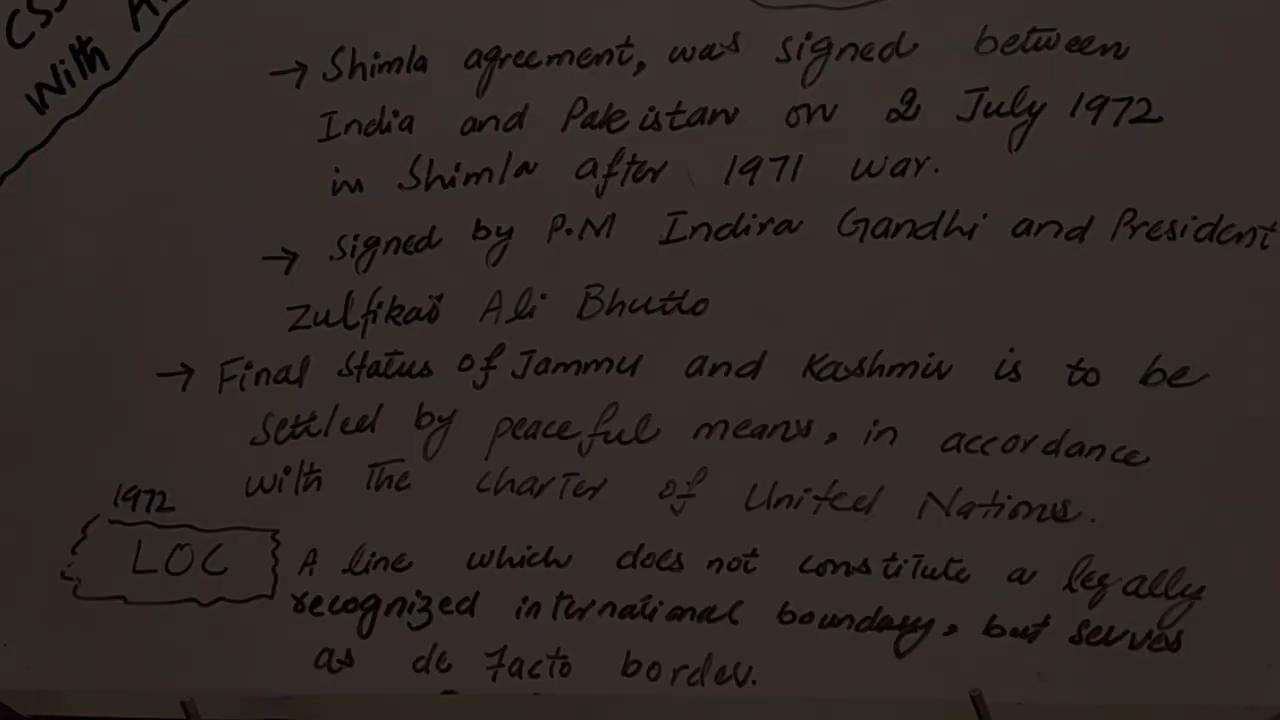 CSS
With A
→ Shimla agreement, was signed between
India and Pakistan on 2 July 1972
in Shimla after 1971 war.
→ signed by P.M Indira Gandhi and President
Zulfikar Ali Bhutto
→ Final status of Jammu and Kashmir is to be
settled by peaceful means, in accordance
with the charter of United Nations.
1972
LOC
A line which does not constitute a legally
recognized international boundary, but serves
as de facto border.